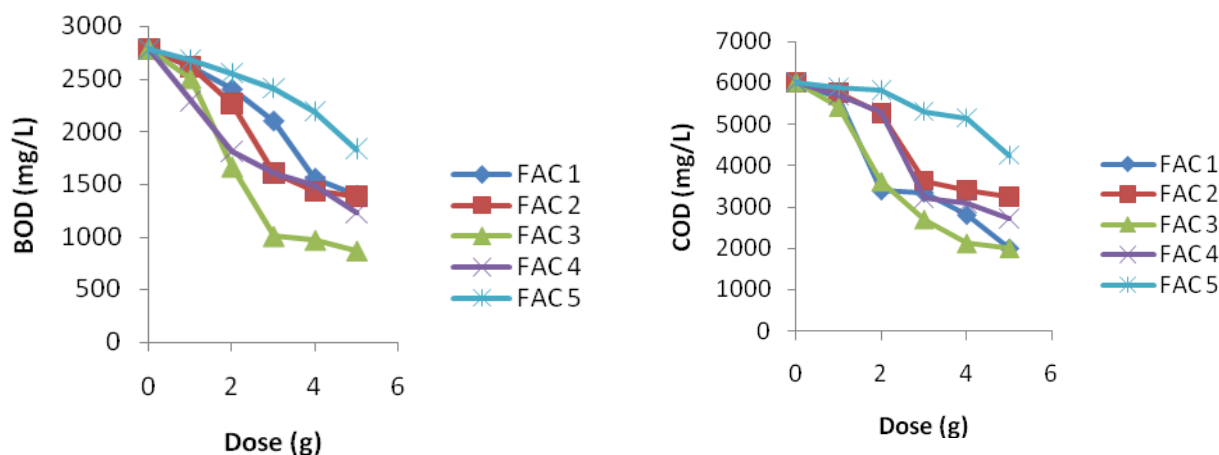 BOD (mg/L)
3000
2500
2000
1500
1000
500
0
0 2 4 6
Dose (g)
FAC 1
FAC 2
FAC 3
FAC 4
FAC 5
COD (mg/L)
7000
6000
5000
4000
3000
2000
1000
0
0 2 4 6
Dose (g)
FAC 1
FAC 2
FAC 3
FAC 4
FAC 5